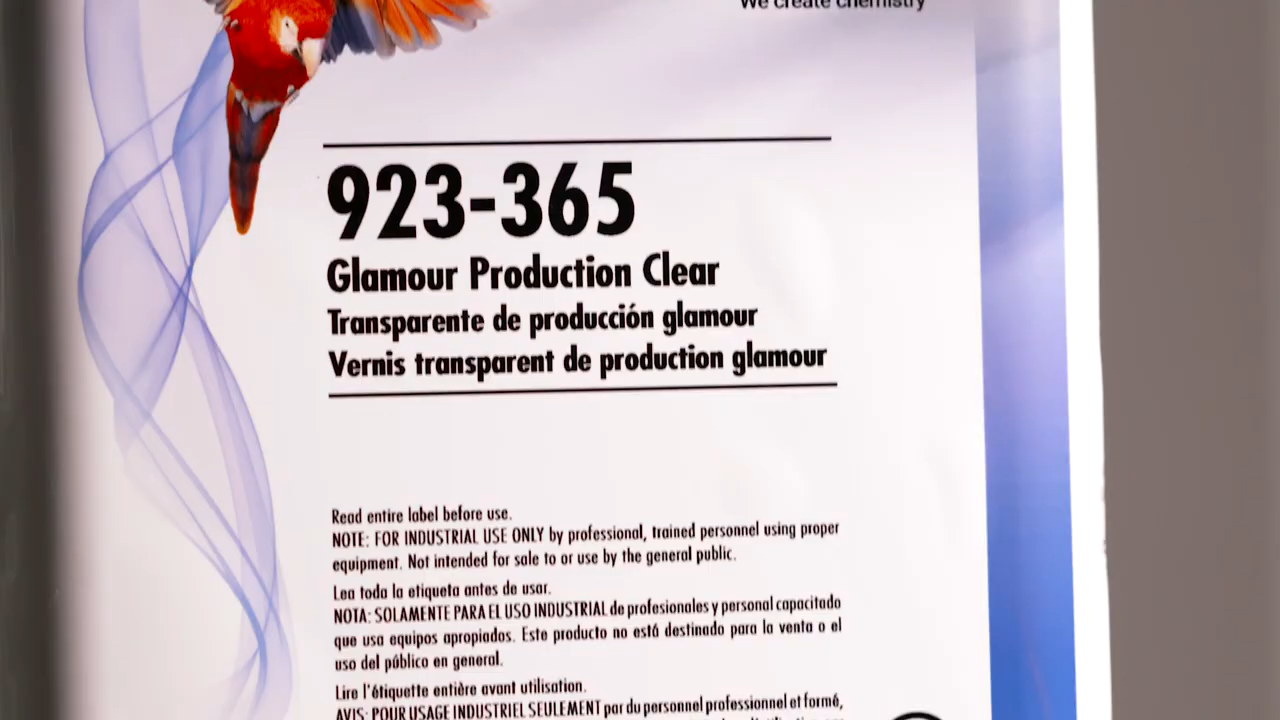 We create chemistry
923-365
Glamour Production Clear
Transparente de producción glamour
Vernis transparent de production glamour
Read entire label before use.
NOTE: FOR INDUSTRIAL USE ONLY by professional, trained personnel using proper
equipment. Not intended for sale to or use by the general public.
Lea toda la etiqueta antes de usar.
NOTA: SOLAMENTE PARA EL USO INDUSTRIAL de profesionales y personal capacitado
que usa equipos apropiados. Este producto no está destinado para la venta o el
uso del público en general.
Lire l'étiquette entière avant utilisation.
AVIS: POUR USAGE INDUSTRIEL SEULEMENT par du personnel professionnel et formé,